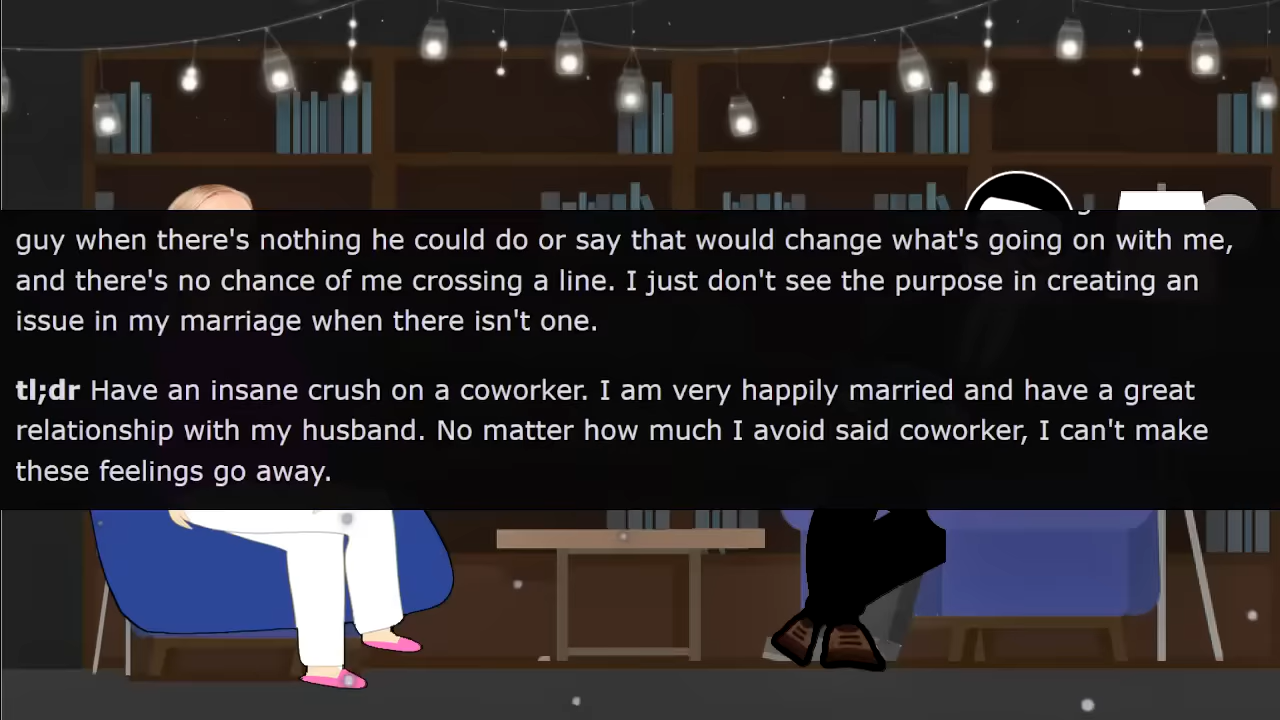 guy when there's nothing he could do or say that would change what's going on with me,
and there's no chance of me crossing a line. I just don't see the purpose in creating an
issue in my marriage when there isn't one.
tl;dr Have an insane crush on a coworker. I am very happily married and have a great
relationship with my husband. No matter how much I avoid said coworker, I can't make
these feelings go away.